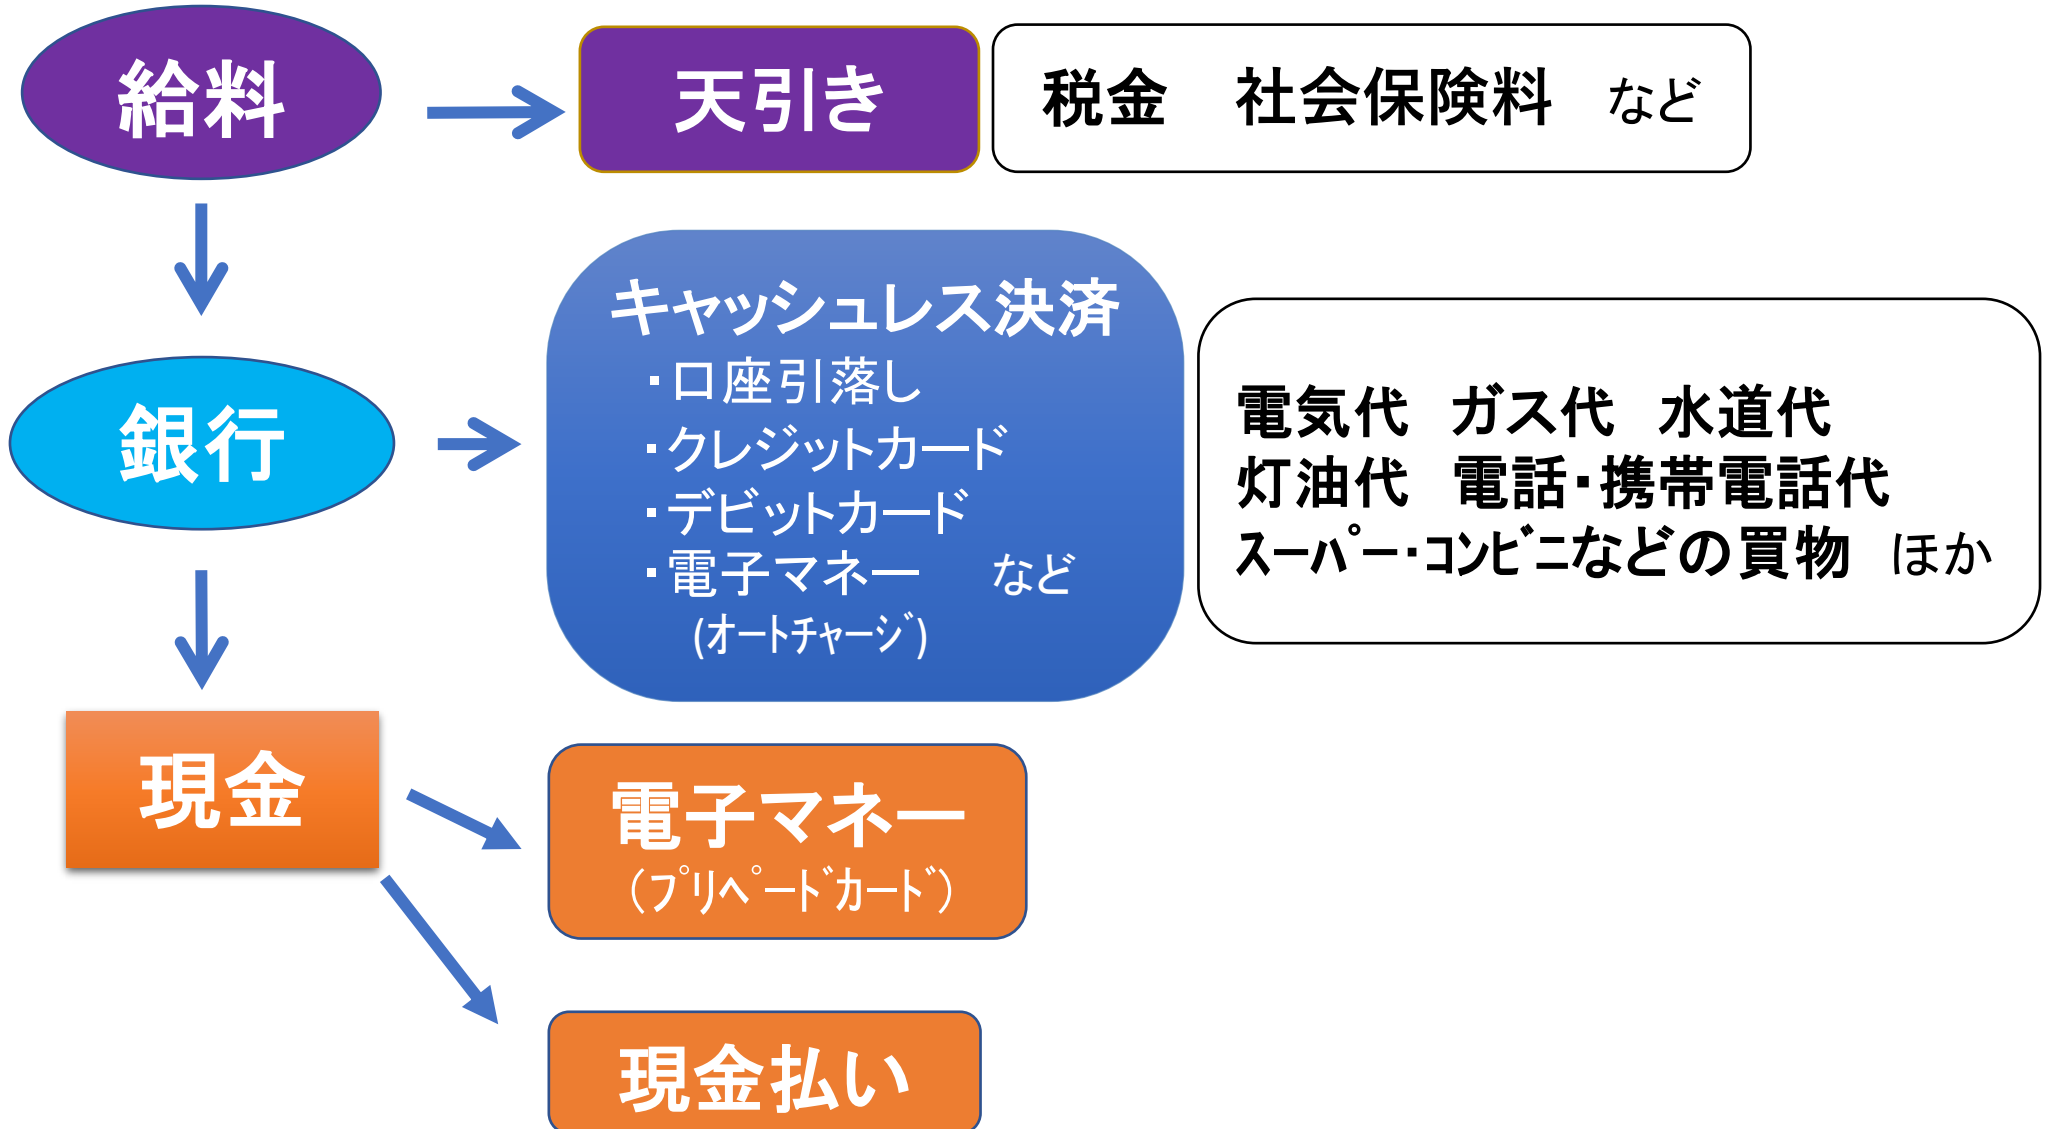 給料
天引き
税金　社会保険料　など
銀行
キャッシュレス決済
・口座引落し
・クレジットカード
・デビットカード
・電子マネー　など
(ｵｰﾄﾁｬｰｼﾞ)
電気代　ガス代　水道代
灯油代　電話・携帯電話代
ｽｰﾊﾟｰ・ｺﾝﾋﾞﾆなどの買物　ほか
現金
電子マネー
（ﾌﾟﾘﾍﾟｰﾄﾞｶｰﾄﾞ）
現金払い